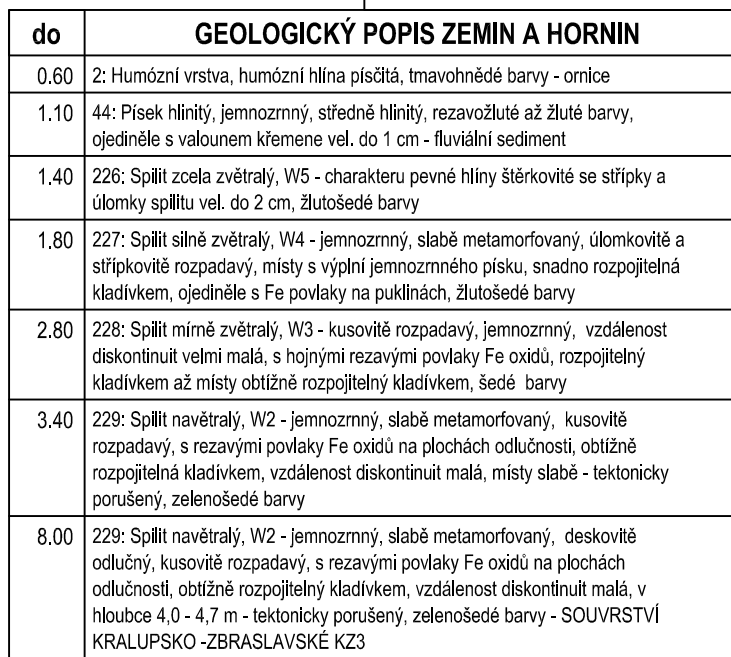 do GEOLOGICKÝ POPIS ZEMIN A HORNIN
0.60 2: Humózní vrstva, humózní hlína písčitá, tmavohnědé barvy - ornice
1.10 44: Písek hlinitý, jemnozrnný, středně hlinitý, rezavožluté až žluté barvy,
ojediněle s valounem křemene vel. do 1 cm - fluviální sediment
1.40 226: Spilit zcela zvětralý, W5 - charakteru pevné hlíny štěrkovité se střípky a
úlomky spilitu vel. do 2 cm, žlutošedé barvy
1.80 227: Spilit silně zvětralý, W4 - jemnozrnný, slabě metamorfovaný, úlomkovitě a
střípkovitě rozpadavý, místy s výplní jemnozrnného písku, snadno rozpojitelná
kladívkem, ojediněle s Fe povlaky na puklinách, žlutošedé barvy
2.80 228: Spilit mírně zvětralý, W3 - kusovitě rozpadavý, jemnozrnný, vzdálenost
diskontinuit velmi malá, s hojnými rezavými povlaky Fe oxidů, rozpojitelný
kladívkem až místy obtížně rozpojitelný kladívkem, šedé barvy
3.40 229: Spilit navětralý, W2 - jemnozrnný, slabě metamorfovaný, kusovitě
rozpadavý, s rezavými povlaky Fe oxidů na plochách odlučnosti, obtížně
rozpojitelná kladívkem, vzdálenost diskontinuit malá, místy slabě - tektonicky
porušený, zelenošedé barvy
8.00 229: Spilit navětralý, W2 - jemnozrnný, slabě metamorfovaný, deskovitě
odlučný, kusovitě rozpadavý, s rezavými povlaky Fe oxidů na plochách
odlučnosti, obtížně rozpojitelný kladívkem, vzdálenost diskontinuit malá, v
hloubce 4,0 - 4,7 m - tektonicky porušený, zelenošedé barvy - SOUVRSTVÍ
KRALUPSKO -ZBRASLAVSKÉ KZ3